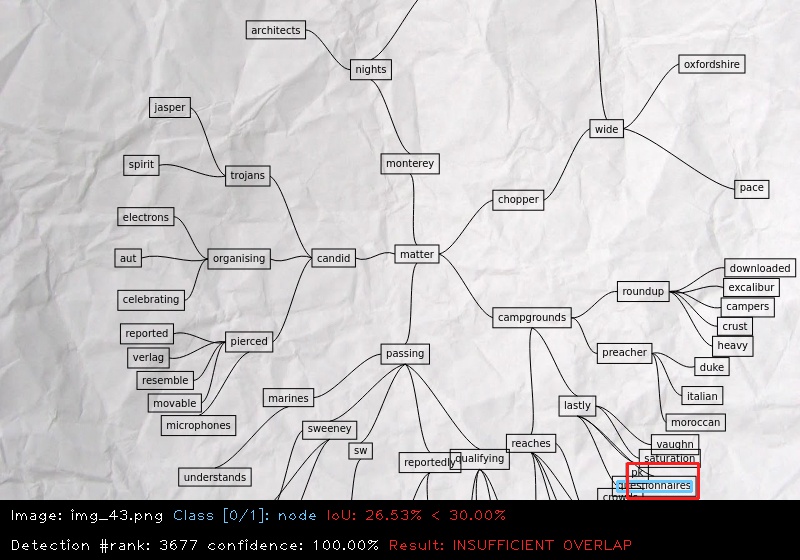 architects
nights
oxfordshire
jasper
wide
spirit
trojans
monterey
chopper
pace
electrons
aut
organising
candid
matter
celebrating
roundup
downloaded
excalibur
campers
crust
heavy
campgrounds
reported
pierced
verlag
passing
preacher
duke
resemble
movable
microphones
marines
lastly
italian
moroccan
sweeney
sw
reaches
vaughn
reportedly
qualifying
saturation
understands
pk
questionnaires
Image: img_43.png Class [0/1]: node IoU: 26.53% < 30.00%
Detection #rank: 3677 confidence: 100.00% Result: INSUFFICIENT OVERLAP